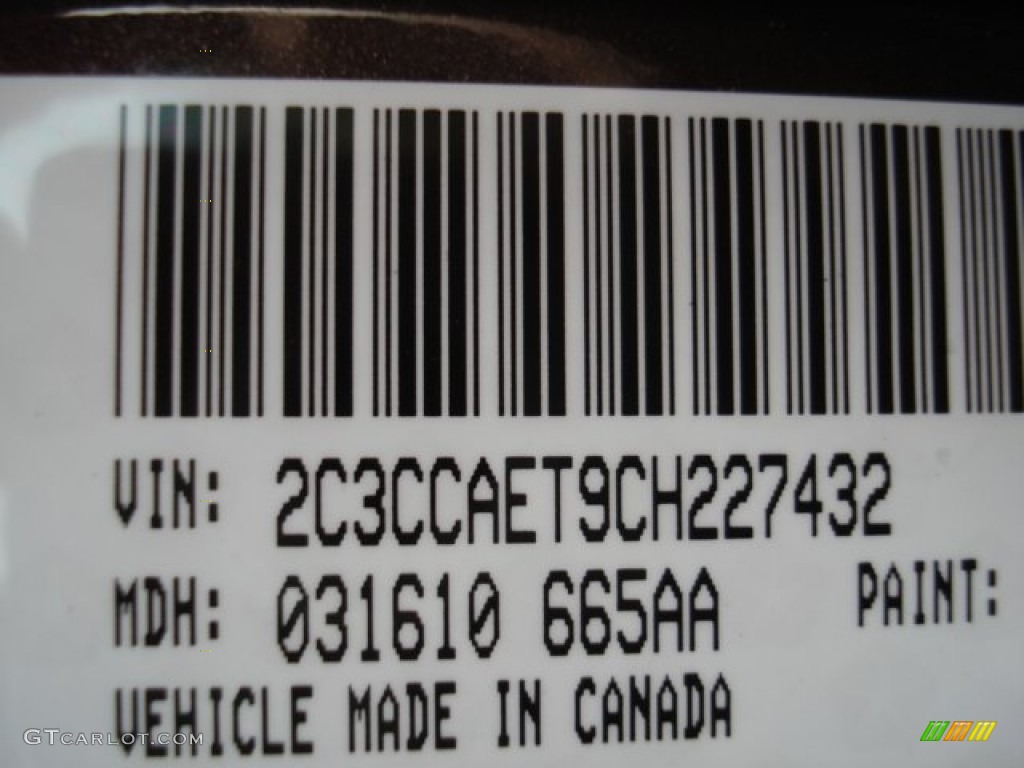 VIN: 2C3CCAET9CH227432
MDH: 031610 665AA PAINT:
VEHICLE MADE IN CANADA
GTCARLOT.COM